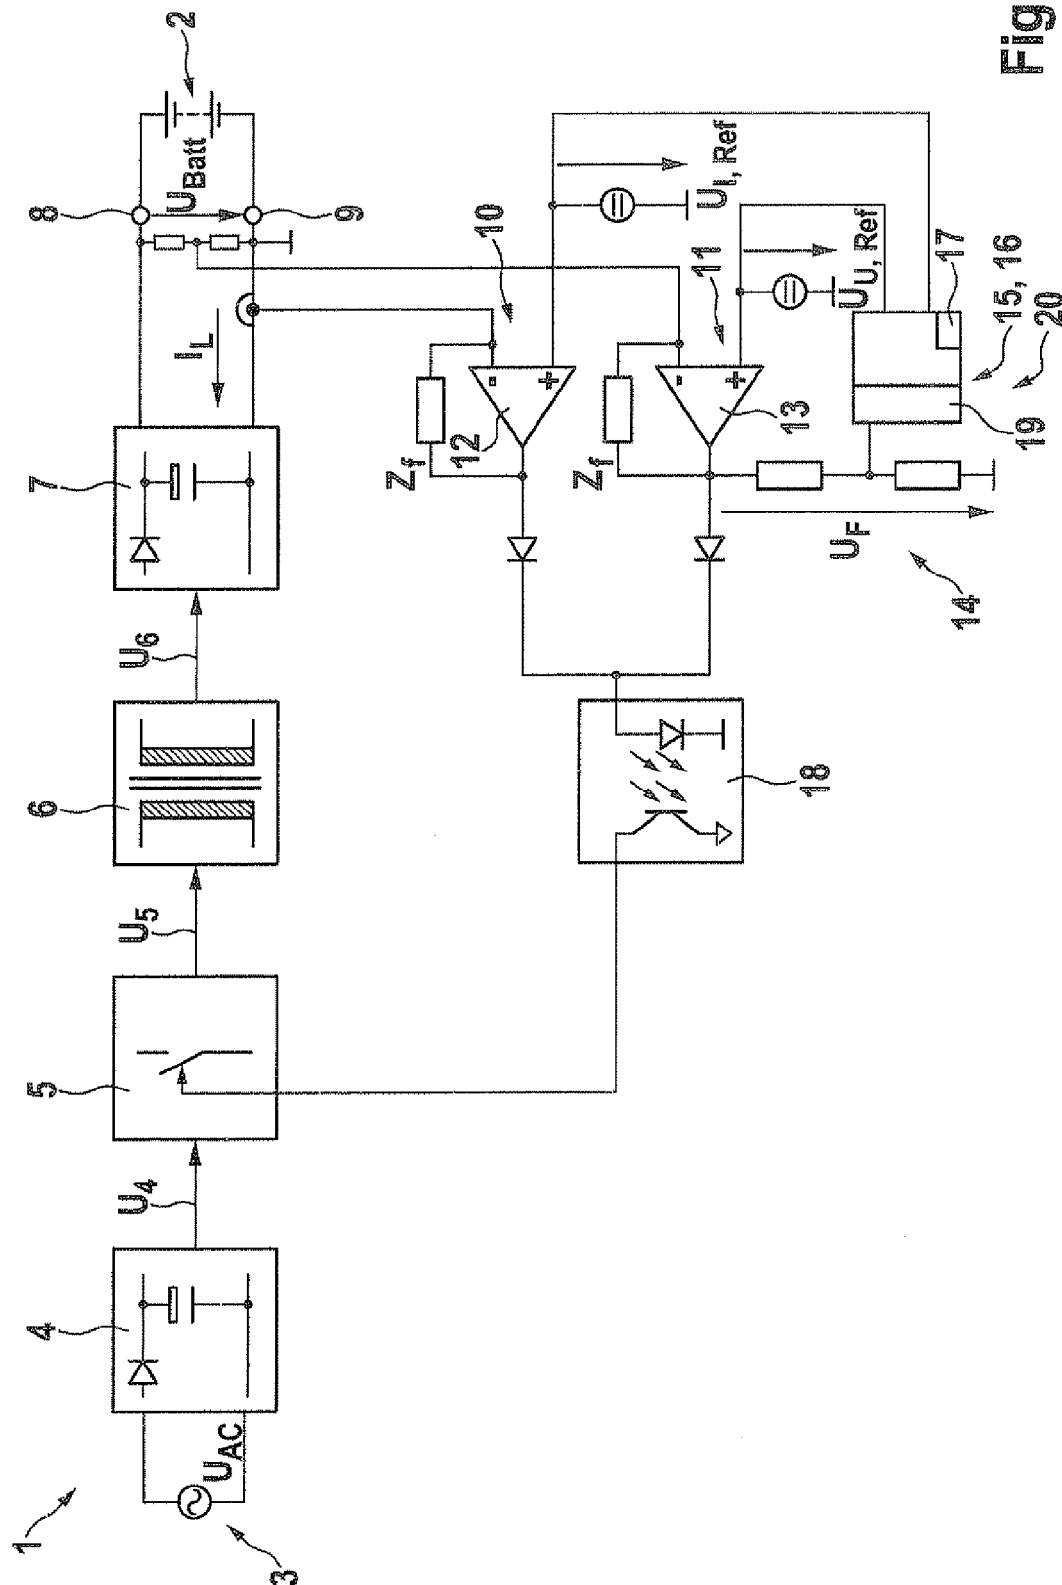 1
3
U_AC
4
U_4
5
U_5
6
U_6
7
I_L
8
U_Batt
9
2
Z_f
12
-
+
10
U_I, Ref
Z_f
13
-
+
11
U_U, Ref
U_F
14
18
19
17
15, 16
20
Fig